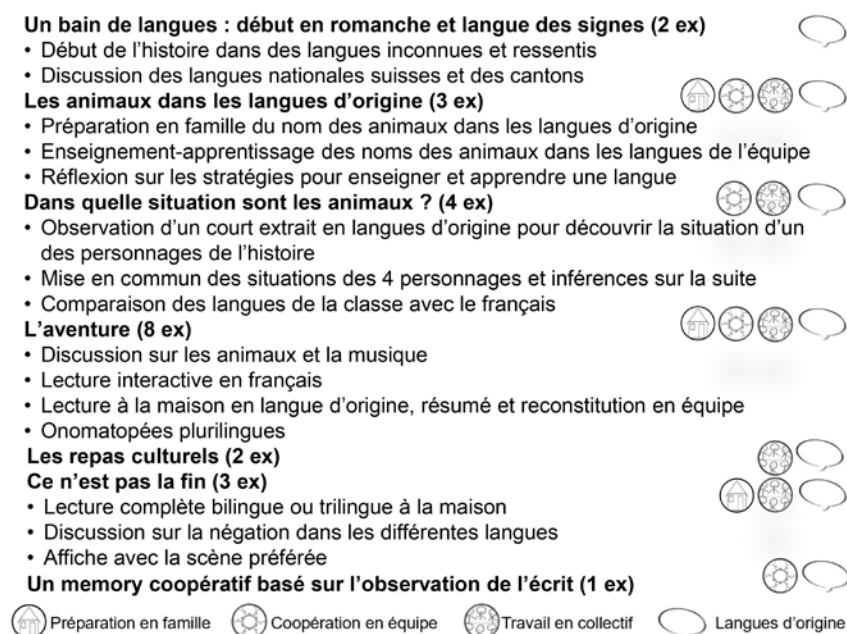 Un bain de langues : début en romanche et langue des signes (2 ex)
• Début de l'histoire dans des langues inconnues et ressentis
• Discussion des langues nationales suisses et des cantons
Les animaux dans les langues d'origine (3 ex)
• Préparation en famille du nom des animaux dans les langues d'origine
• Enseignement-apprentissage des noms des animaux dans les langues de l'équipe
• Réflexion sur les stratégies pour enseigner et apprendre une langue
Dans quelle situation sont les animaux ? (4 ex)
• Observation d'un court extrait en langues d'origine pour découvrir la situation d'un
des personnages de l'histoire
• Mise en commun des situations des 4 personnages et inférences sur la suite
• Comparaison des langues de la classe avec le français
L'aventure (8 ex)
• Discussion sur les animaux et la musique
• Lecture interactive en français
• Lecture à la maison en langue d'origine, résumé et reconstitution en équipe
• Onomatopées plurilingues
Les repas culturels (2 ex)
Ce n'est pas la fin (3 ex)
• Lecture complète bilingue ou trilingue à la maison
• Discussion sur la négation dans les différentes langues
• Affiche avec la scène préférée
Un memory coopératif basé sur l'observation de l'écrit (1 ex)
Préparation en famille Coopération en équipe Travail en collectif Langues d'origine